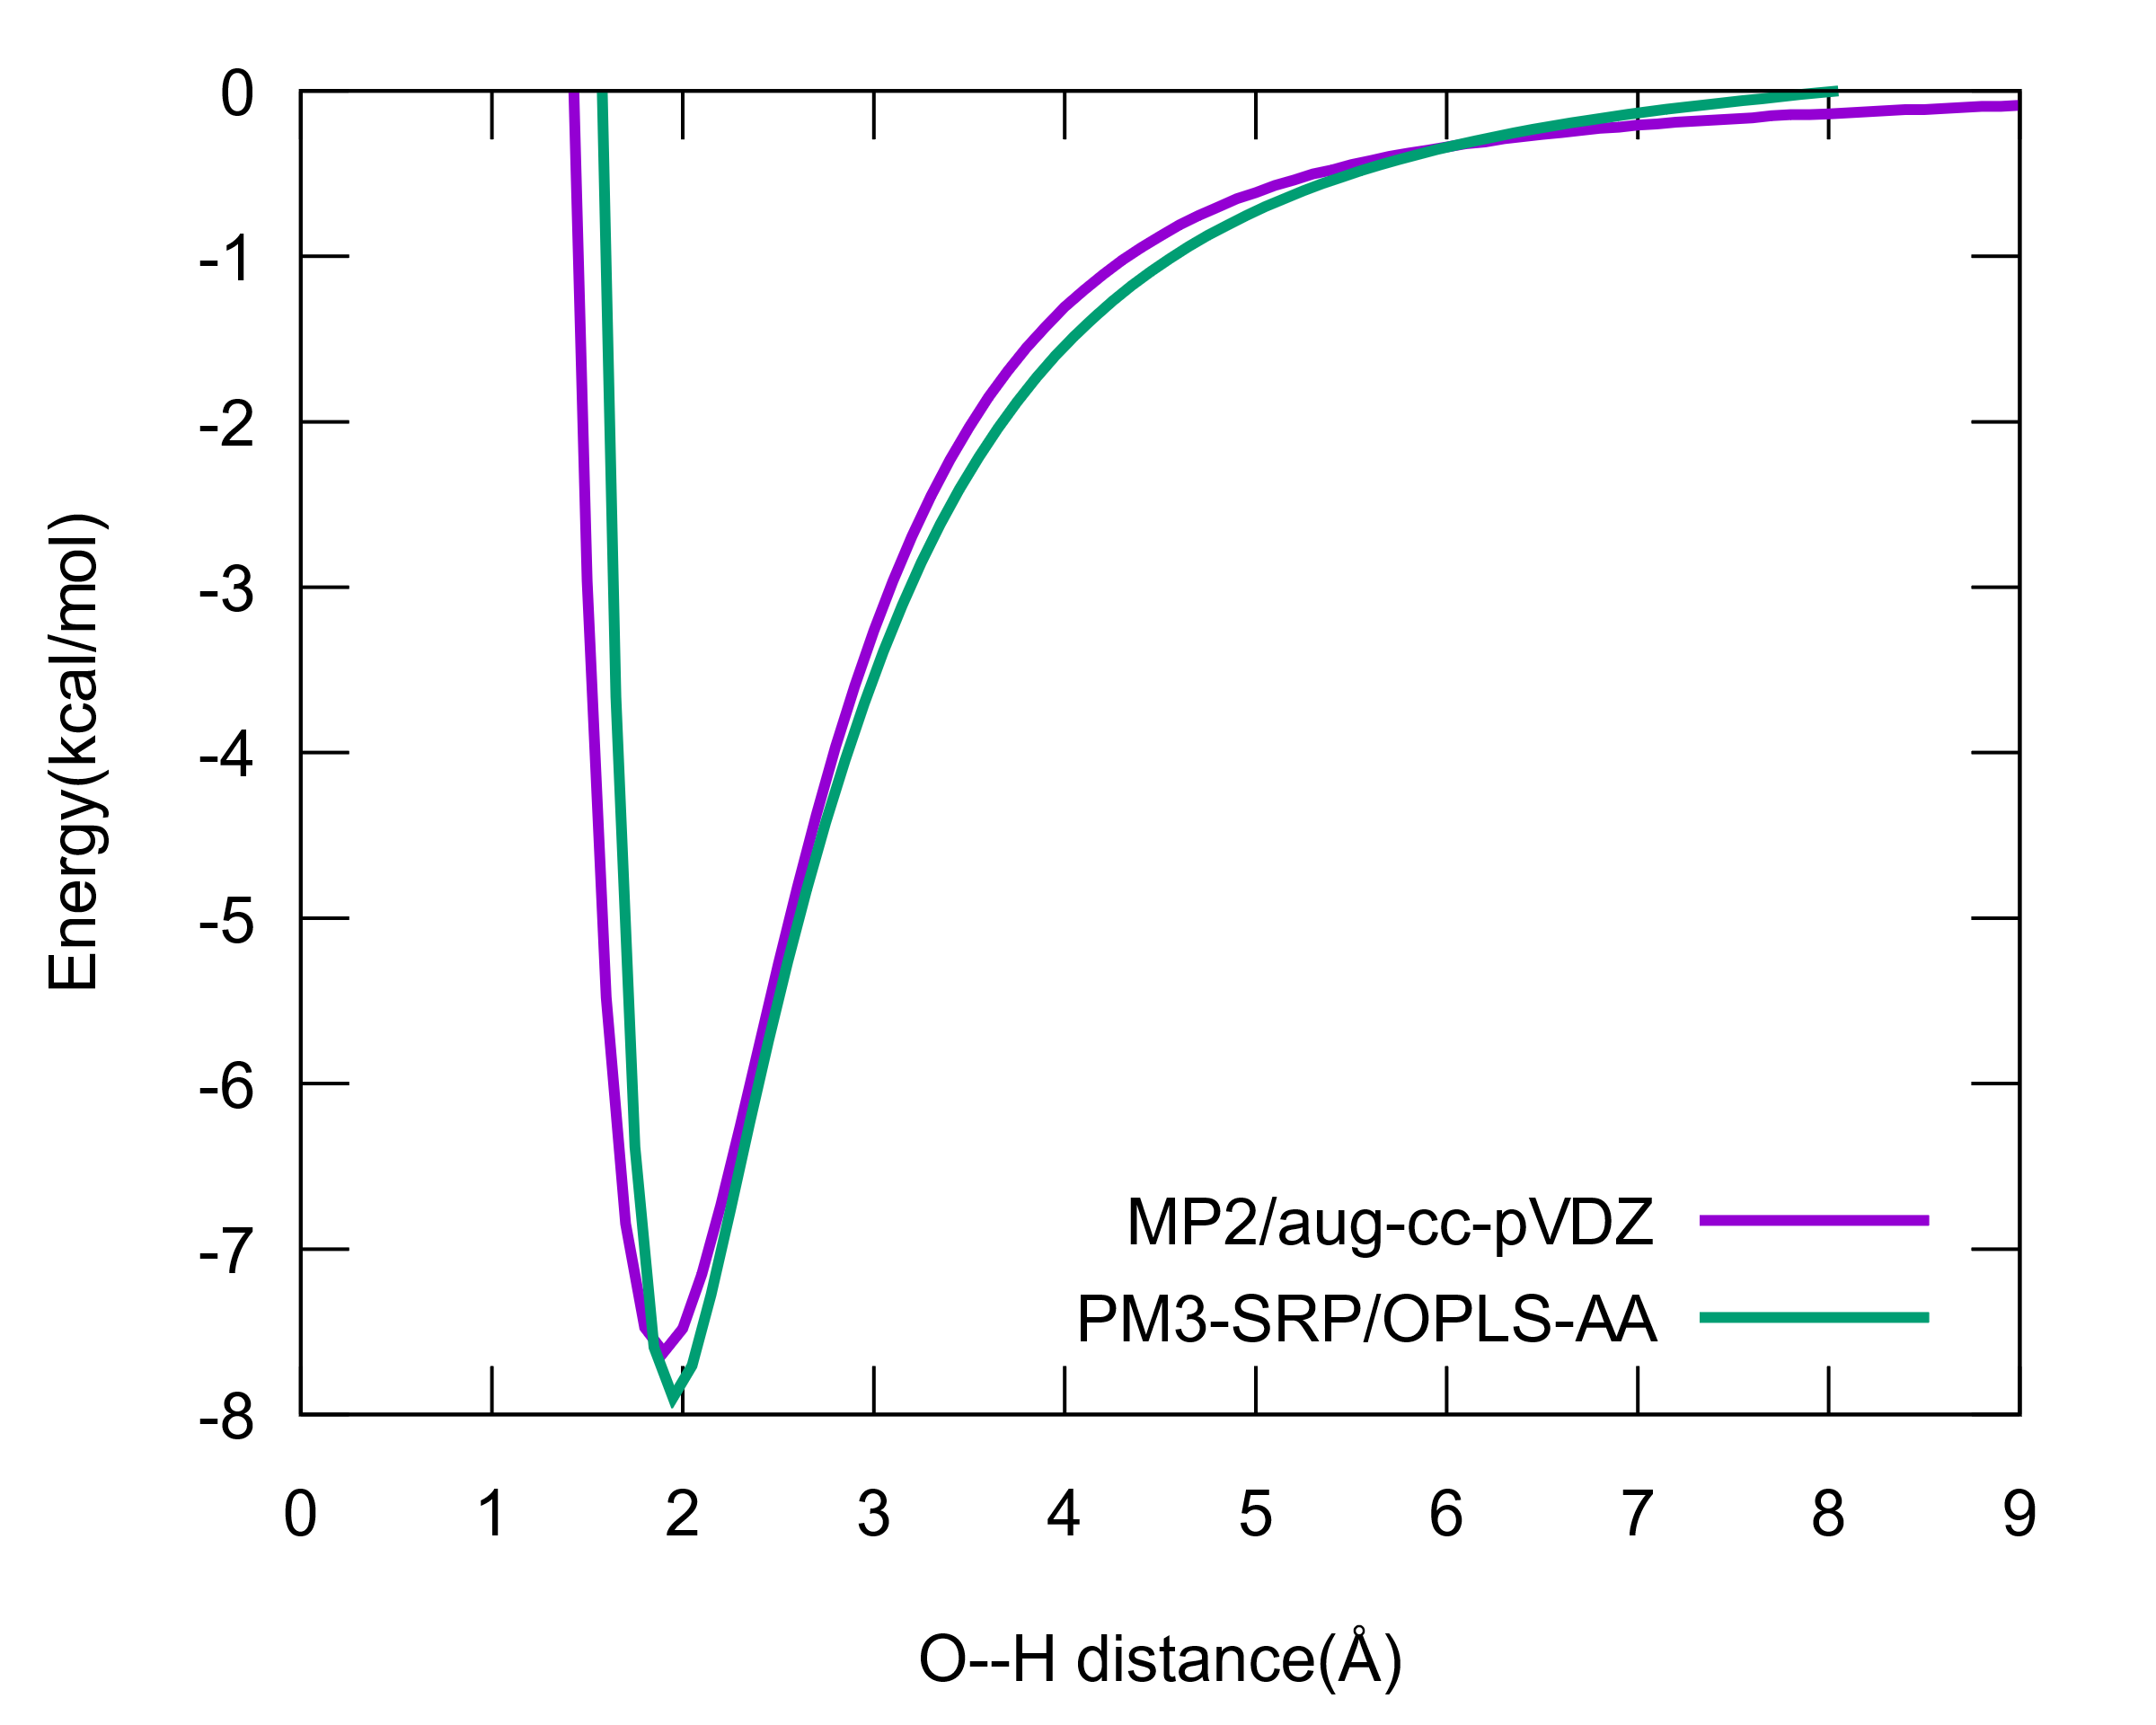 0
-1
-2
-3
-4
-5
-6
-7
-8
Energy(kcal/mol)
MP2/aug-cc-pVDZ
PM3-SRP/OPLS-AA
0 1 2 3 4 5 6 7 8 9
O--H distance(Å)